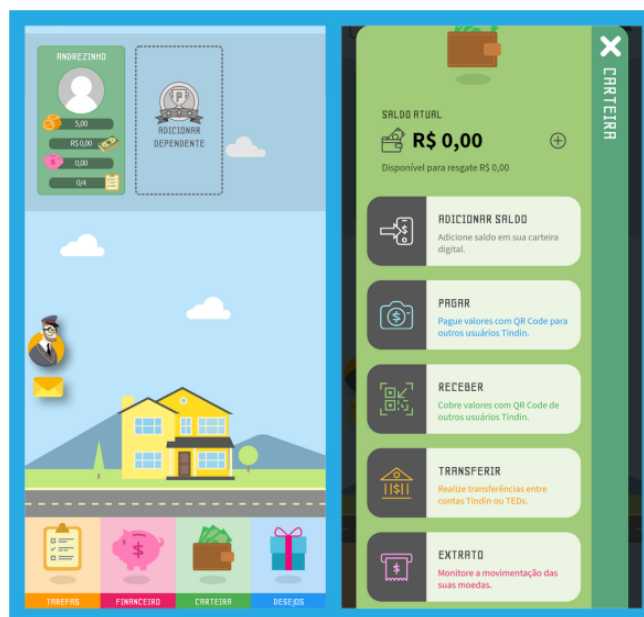 ANDREZINHO
5,00
R$ 0,00
0,00
0/4
ADICIONAR
DEPENDENTE
TAREFAS
FINANCEIRO
CARTEIRA
DESEJOS
CARTEIRA
SALDO ATUAL
R$ 0,00
Disponível para resgate R$ 0,00
ADICIONAR SALDO
Adicione saldo em sua carteira
digital.
PAGAR
Pague valores com QR Code para
outros usuários Tindin.
RECEBER
Cobre valores com QR Code de
outros usuários Tindin.
TRANSFERIR
Realize transferências entre
contas Tindin ou TEDs.
EXTRATO
Monitore a movimentação das
suas moedas.